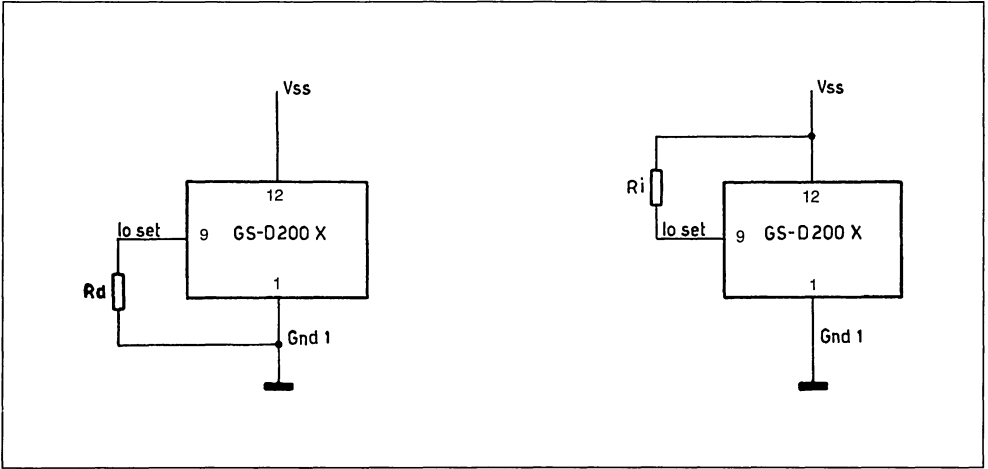 Vss
12
Io set
9
GS-D200 X
Rd
1
Gnd 1
Vss
Ri
12
Io set
9
GS-D200 X
1
Gnd 1